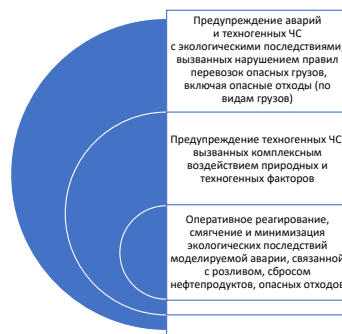 Предупреждение аварий
и техногенных ЧС
с экологическими последствиями,
вызванных нарушением правил
перевозок опасных грузов,
включая опасные отходы (по
видам грузов)
Предупреждение техногенных ЧС,
вызванных комплексным
воздействием природных и
техногенных факторов
Оперативное реагирование,
смягчение и минимизация
экологических последствий
моделируемой аварии, связанной
с розливом, сбросом
нефтепродуктов, опасных отходов